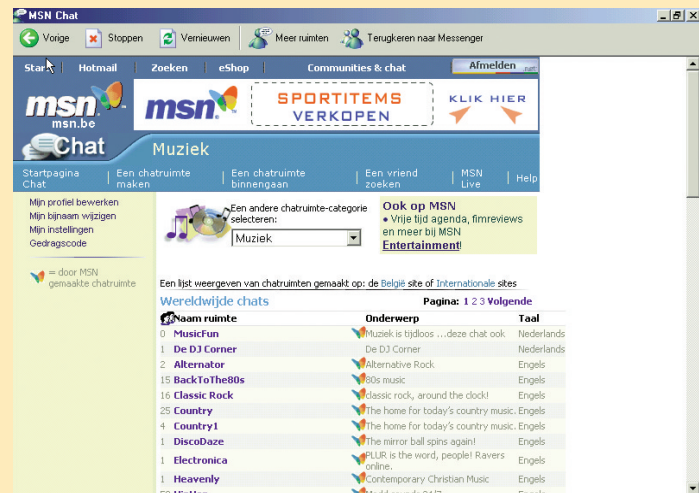 MSN Chat
Vorige Stoppen Vernieuwen Meer ruimten Terugkeren naar Messenger
Start | Hotmail | Zoeken | eShop | Communities & chat Afmelden .net
msn
msn.be
msn SPORTITEMS VERKOPEN KLIK HIER
Chat Muziek
Startpagina Chat | Een chatruimte maken | Een chatruimte binnengaan | Een vriend zoeken | MSN Live | Help
Mijn profiel bewerken
Mijn bijnaam wijzigen
Mijn instellingen
Gedragscode
= door MSN
gemaakte chatruimte
Een andere chatruimte-categorie
selecteren:
Muziek
Ook op MSN
• Vrije tijd agenda, fimreviews
en meer bij MSN
Entertainment!
Een lijst weergeven van chatruimten gemaakt op: de België site of Internationale sites
Wereldwijde chats Pagina: 1 2 3 Volgende
Naam ruimte Onderwerp Taal
0 MusicFun Muziek is tijdloos ...deze chat ook Nederlands
1 De DJ Corner De DJ Corner Nederlands
2 Alternator Alternative Rock Engels
15 BackToThe80s 80s music Engels
16 Classic Rock classic rock, around the clock! Engels
25 Country The home for today's country music. Engels
4 Country1 The home for today's country music. Engels
1 DiscoDaze The mirror ball spins again! Engels
1 Electronica PLUR is the word, people! Ravers online. Engels
1 Heavenly Contemporary Christian Music Engels